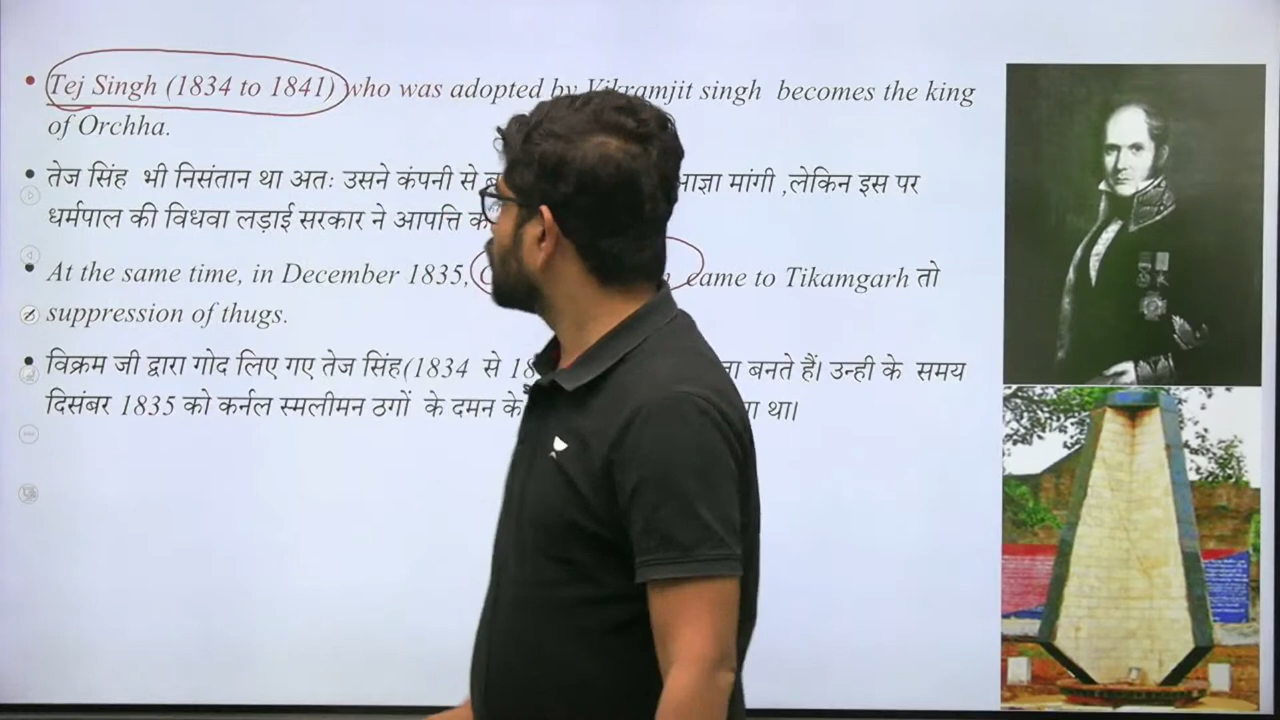 Tej Singh (1834 to 1841) who was adopted by Vikramjit singh becomes the king
of Orchha.
तेज सिंह भी निसंतान था अतः उसने कंपनी से मांगी ,लेकिन इस पर
धर्मपाल की विधवा लड़ाई सरकार ने आपत्ति
At the same time, in December 1835, came to Tikamgarh तो
suppression of thugs.
विक्रम जी द्वारा गोद लिए गए तेज सिंह(1834 से बनते हैं। उन्ही के समय
दिसंबर 1835 को कर्नल स्मलीमन ठगों के दमन के था।